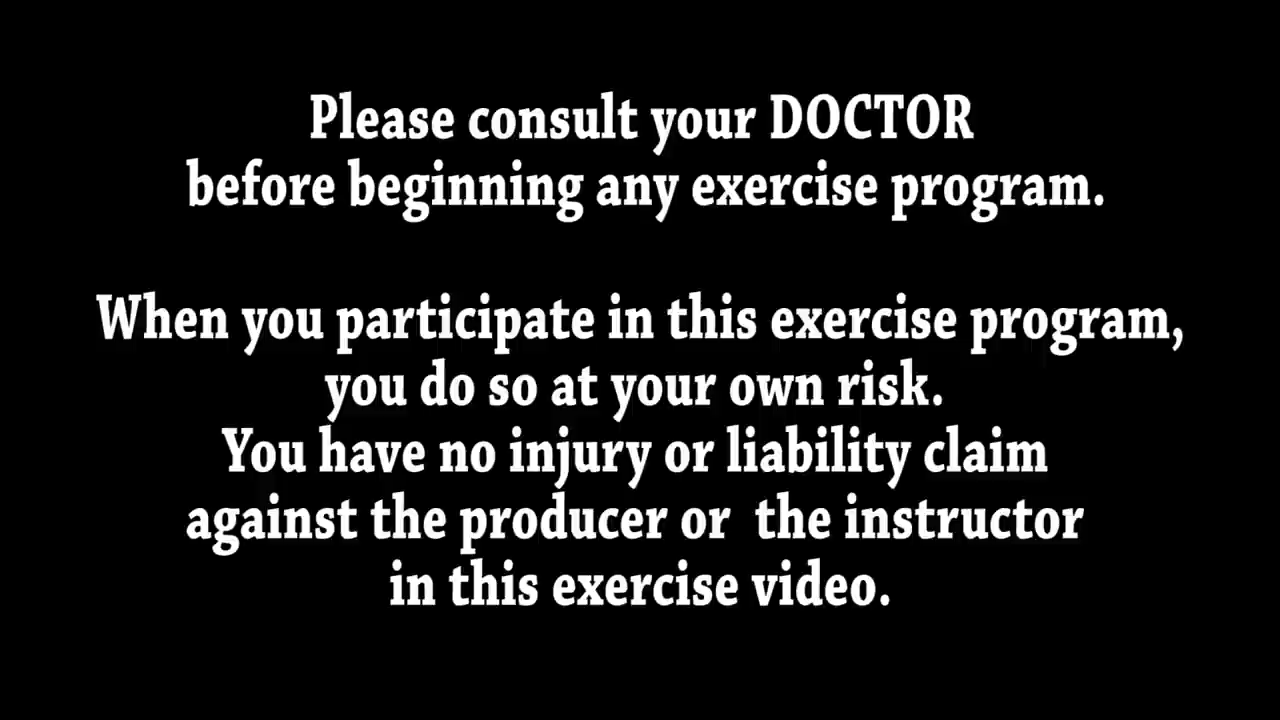 Please consult your DOCTOR
before beginning any exercise program.
When you participate in this exercise program,
you do so at your own risk.
You have no injury or liability claim
against the producer or the instructor
in this exercise video.